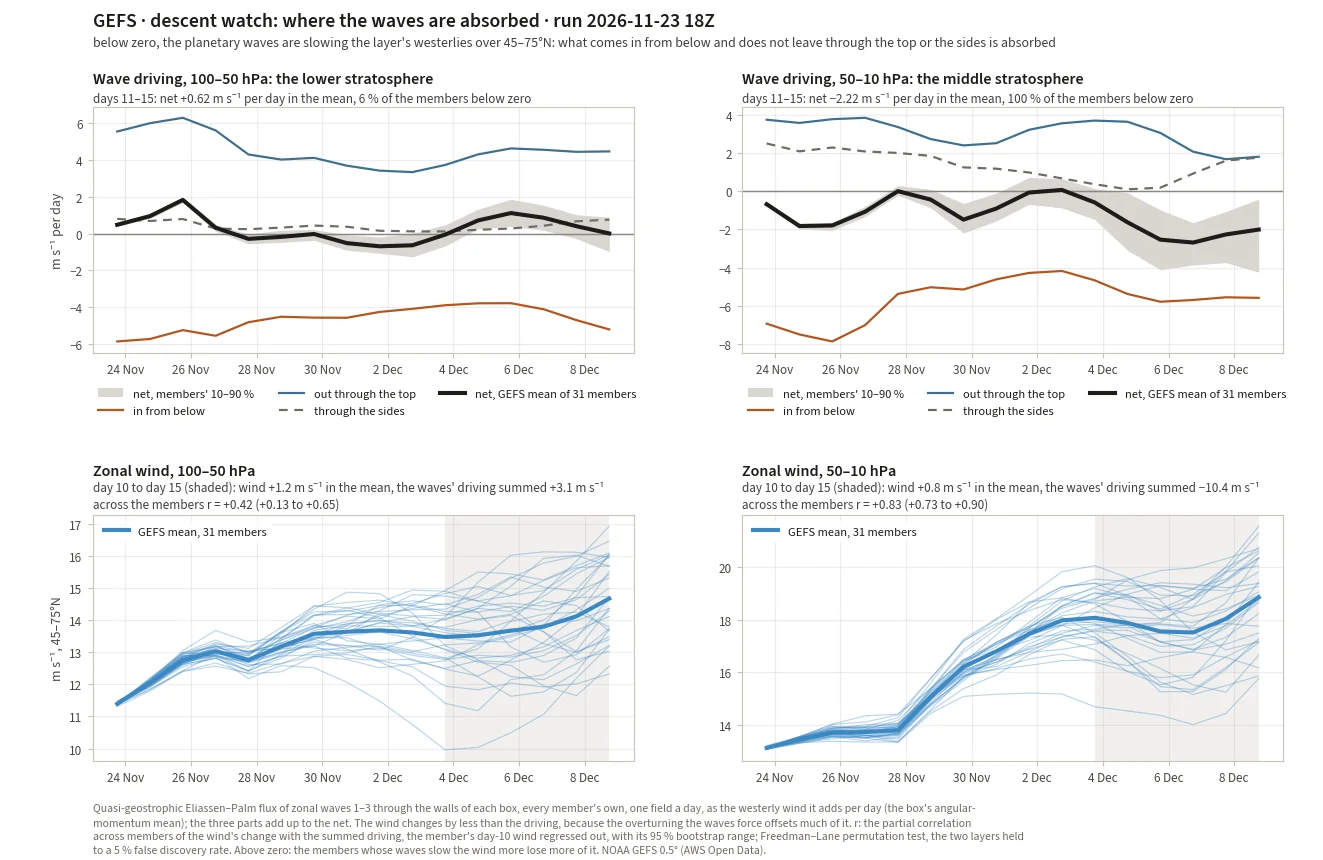 GEFS · descent watch: where the waves are absorbed · run 2026-11-23 18Z
below zero, the planetary waves are slowing the layer's westerlies over 45–75°N: what comes in from below and does not leave through the top or the sides is absorbed
Wave driving, 100–50 hPa: the lower stratosphere
days 11–15: net +0.62 m s⁻¹ per day in the mean, 6 % of the members below zero
6
4
2
0
−2
−4
−6
m s⁻¹ per day
24 Nov
26 Nov
28 Nov
30 Nov
2 Dec
4 Dec
6 Dec
8 Dec
net, members' 10–90 %
out through the top
net, GEFS mean of 31 members
in from below
through the sides
Wave driving, 50–10 hPa: the middle stratosphere
days 11–15: net −2.22 m s⁻¹ per day in the mean, 100 % of the members below zero
4
2
0
−2
−4
−6
−8
24 Nov
26 Nov
28 Nov
30 Nov
2 Dec
4 Dec
6 Dec
8 Dec
net, members' 10–90 %
out through the top
net, GEFS mean of 31 members
in from below
through the sides
Zonal wind, 100–50 hPa
day 10 to day 15 (shaded): wind +1.2 m s⁻¹ in the mean, the waves' driving summed +3.1 m s⁻¹
across the members r = +0.42 (+0.13 to +0.65)
GEFS mean, 31 members
17
16
15
14
13
12
11
10
m s⁻¹, 45–75°N
24 Nov
26 Nov
28 Nov
30 Nov
2 Dec
4 Dec
6 Dec
8 Dec
Zonal wind, 50–10 hPa
day 10 to day 15 (shaded): wind +0.8 m s⁻¹ in the mean, the waves' driving summed −10.4 m s⁻¹
across the members r = +0.83 (+0.73 to +0.90)
GEFS mean, 31 members
20
18
16
14
24 Nov
26 Nov
28 Nov
30 Nov
2 Dec
4 Dec
6 Dec
8 Dec
Quasi-geostrophic Eliassen–Palm flux of zonal waves 1–3 through the walls of each box, every member's own, one field a day, as the westerly wind it adds per day (the box's angular-
momentum mean); the three parts add up to the net. The wind changes by less than the driving, because the overturning the waves force offsets much of it. r: the partial correlation
across members of the wind's change with the summed driving, the member's day-10 wind regressed out, with its 95 % bootstrap range; Freedman–Lane permutation test, the two layers held
to a 5 % false discovery rate. Above zero: the members whose waves slow the wind more lose more of it. NOAA GEFS 0.5° (AWS Open Data).